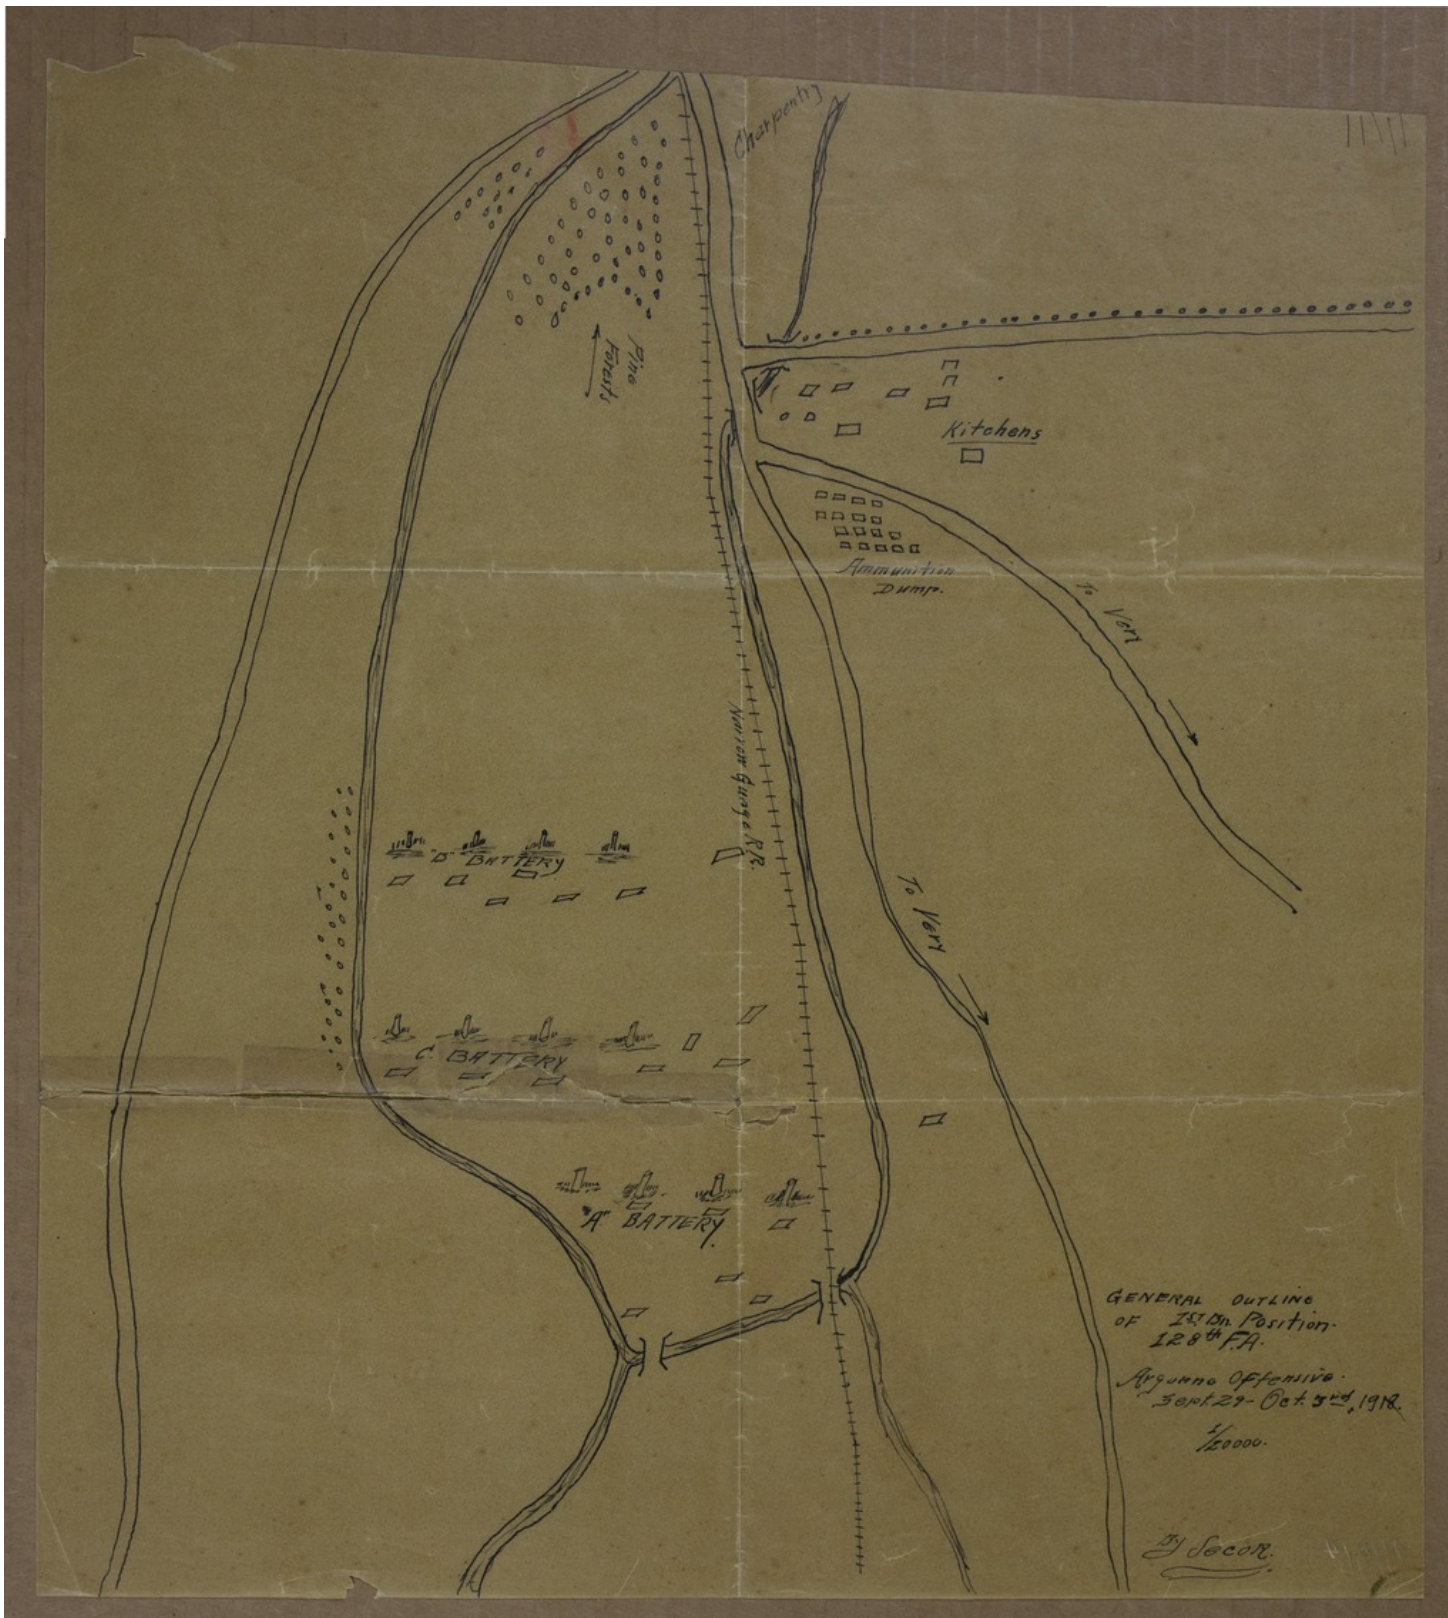 Charpentry
Pine
Forests
Kitchens
Ammunition
Dump.
To Very
Narrow Guage R.R.
"B" BATTERY
To Very
C. BATTERY
"A" BATTERY.
GENERAL OUTLINE
OF 1ST Bn. Position.
128th F.A.
Argonne Offensive.
Sept. 29 - Oct. 3rd, 1918.
1/20000.
By Secor.